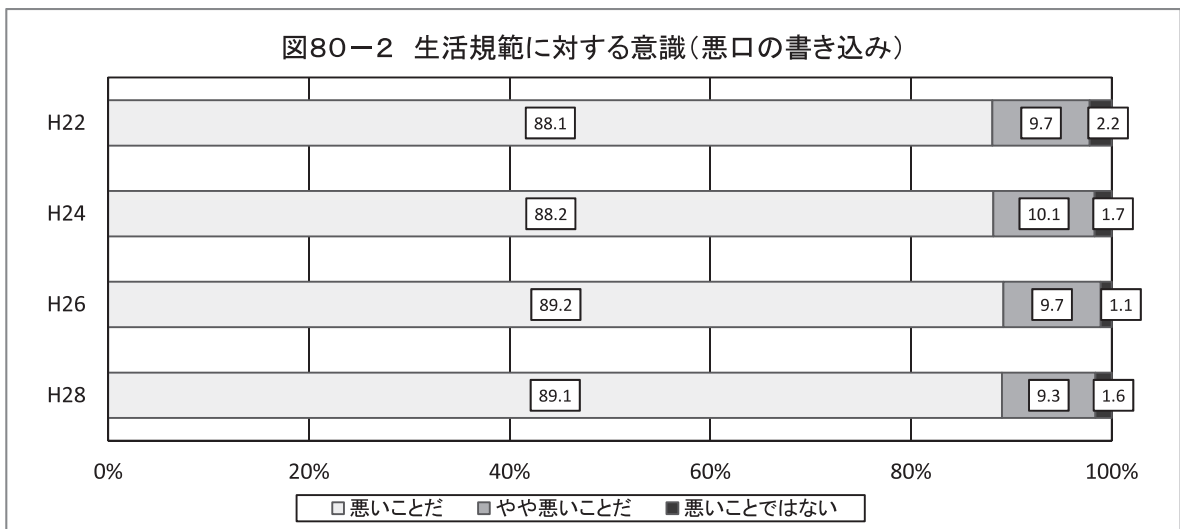 図80－2 生活規範に対する意識(悪口の書き込み)
H22 88.1 9.7 2.2
H24 88.2 10.1 1.7
H26 89.2 9.7 1.1
H28 89.1 9.3 1.6
0% 20% 40% 60% 80% 100%
悪いことだ やや悪いことだ 悪いことではない